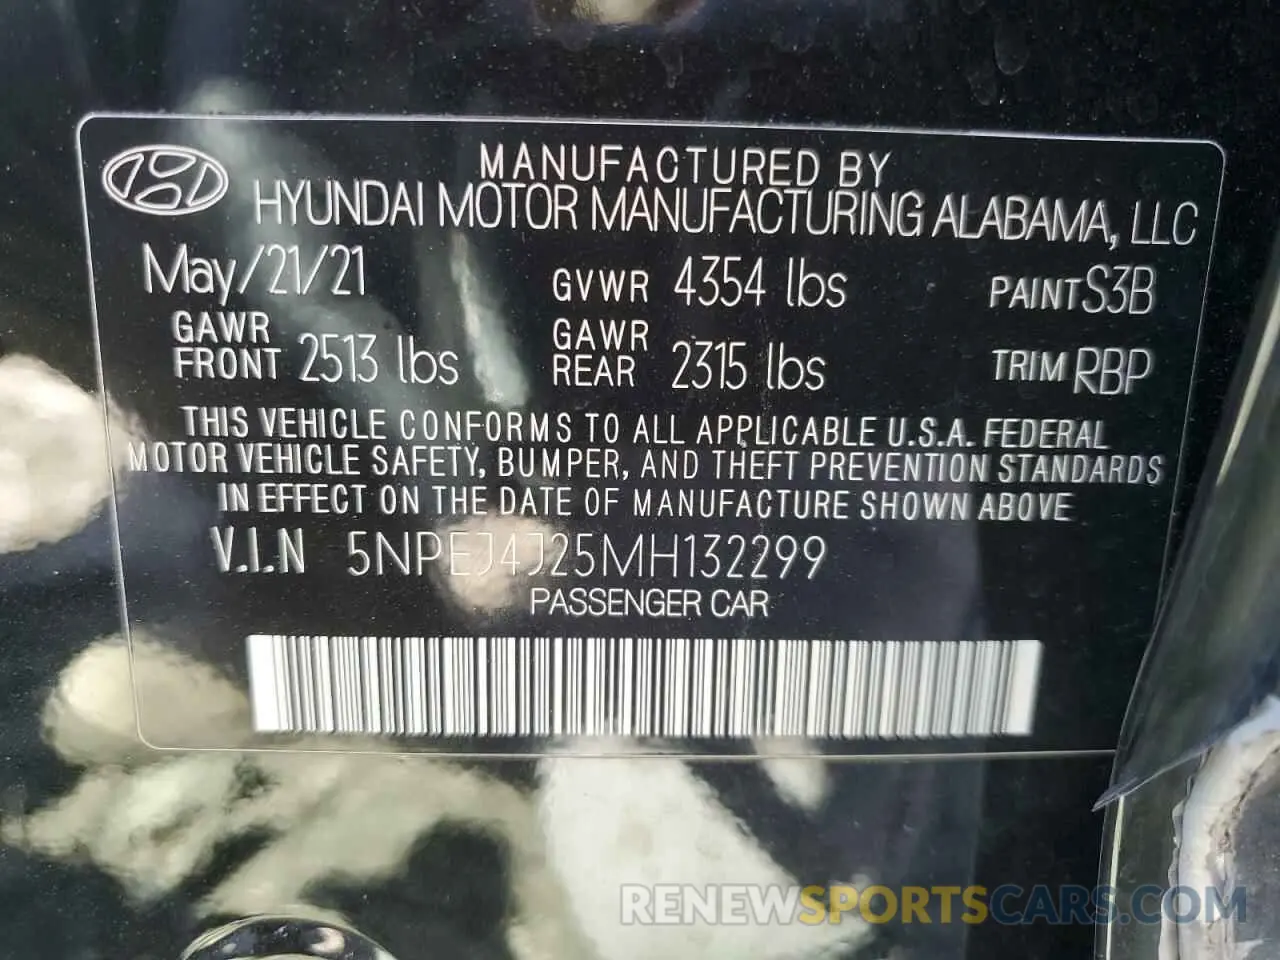 MANUFACTURED BY
HYUNDAI MOTOR MANUFACTURING ALABAMA, LLC
May/21/21 GVWR 4354 lbs PAINT S3B
GAWR FRONT 2513 lbs GAWR REAR 2315 lbs TRIM RBP
THIS VEHICLE CONFORMS TO ALL APPLICABLE U.S.A. FEDERAL
MOTOR VEHICLE SAFETY, BUMPER, AND THEFT PREVENTION STANDARDS
IN EFFECT ON THE DATE OF MANUFACTURE SHOWN ABOVE
V.I.N 5NPEJ4J25MH132299
PASSENGER CAR
RENEWSPORTSCARS.COM